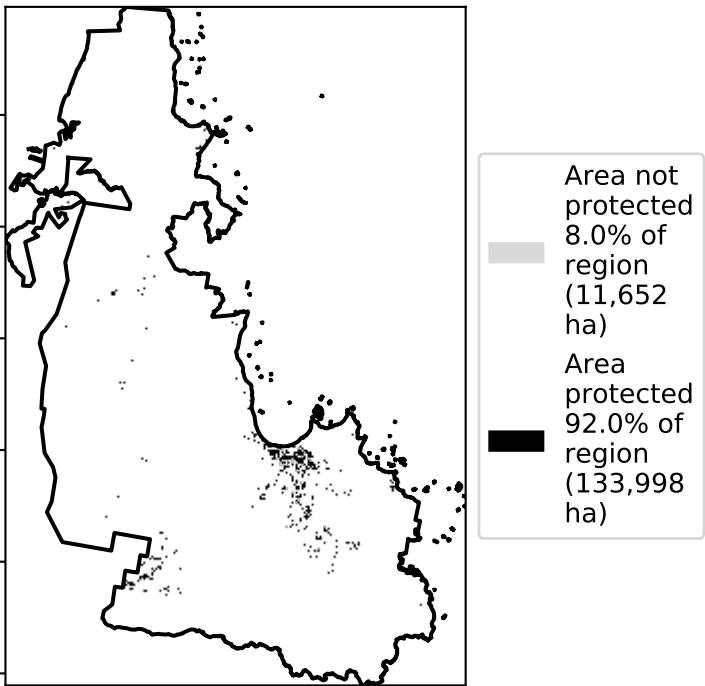 Area not
protected
8.0% of
region
(11,652
ha)
Area
protected
92.0% of
region
(133,998
ha)